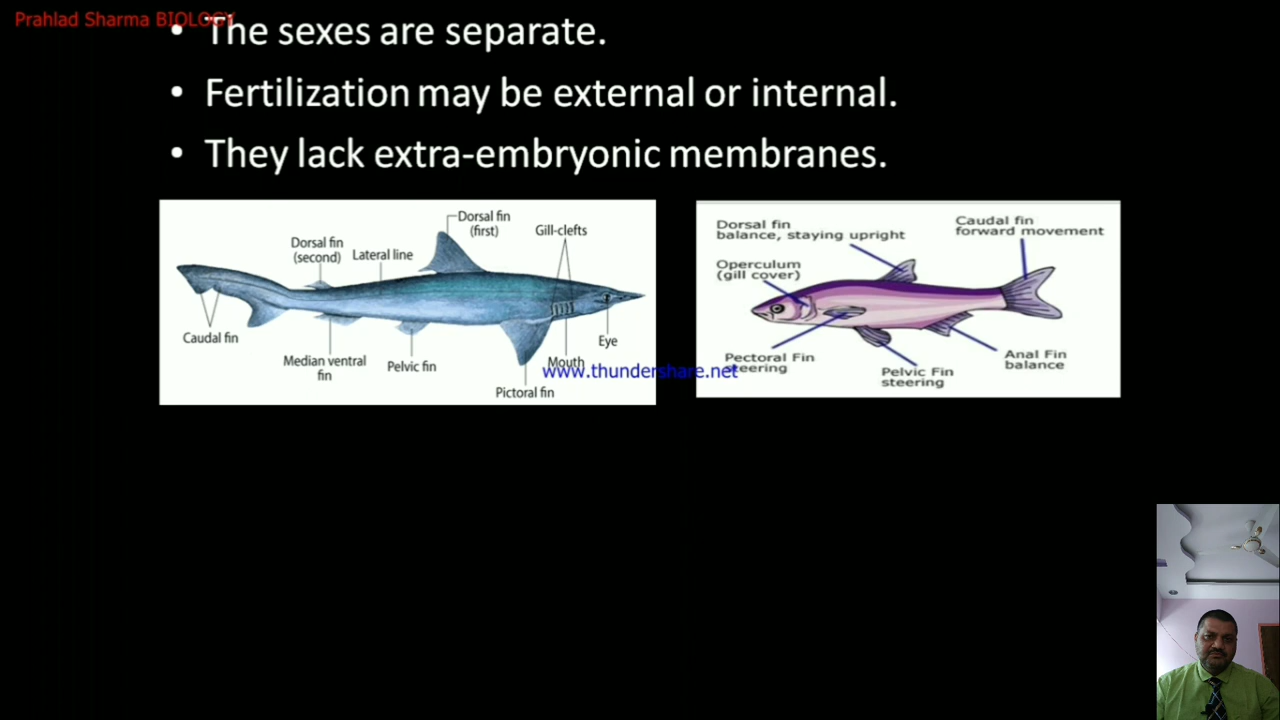 Prahlad Sharma BIOLOGY
• The sexes are separate.
• Fertilization may be external or internal.
• They lack extra-embryonic membranes.
Dorsal fin
(first)
Gill-clefts
Dorsal fin
(second)
Lateral line
Caudal fin
Median ventral
fin
Pelvic fin
Eye
Mouth
Pictoral fin
www.thundershare.net
Dorsal fin
balance, staying upright
Caudal fin
forward movement
Operculum
(gill cover)
Pectoral Fin
steering
Pelvic Fin
steering
Anal Fin
balance